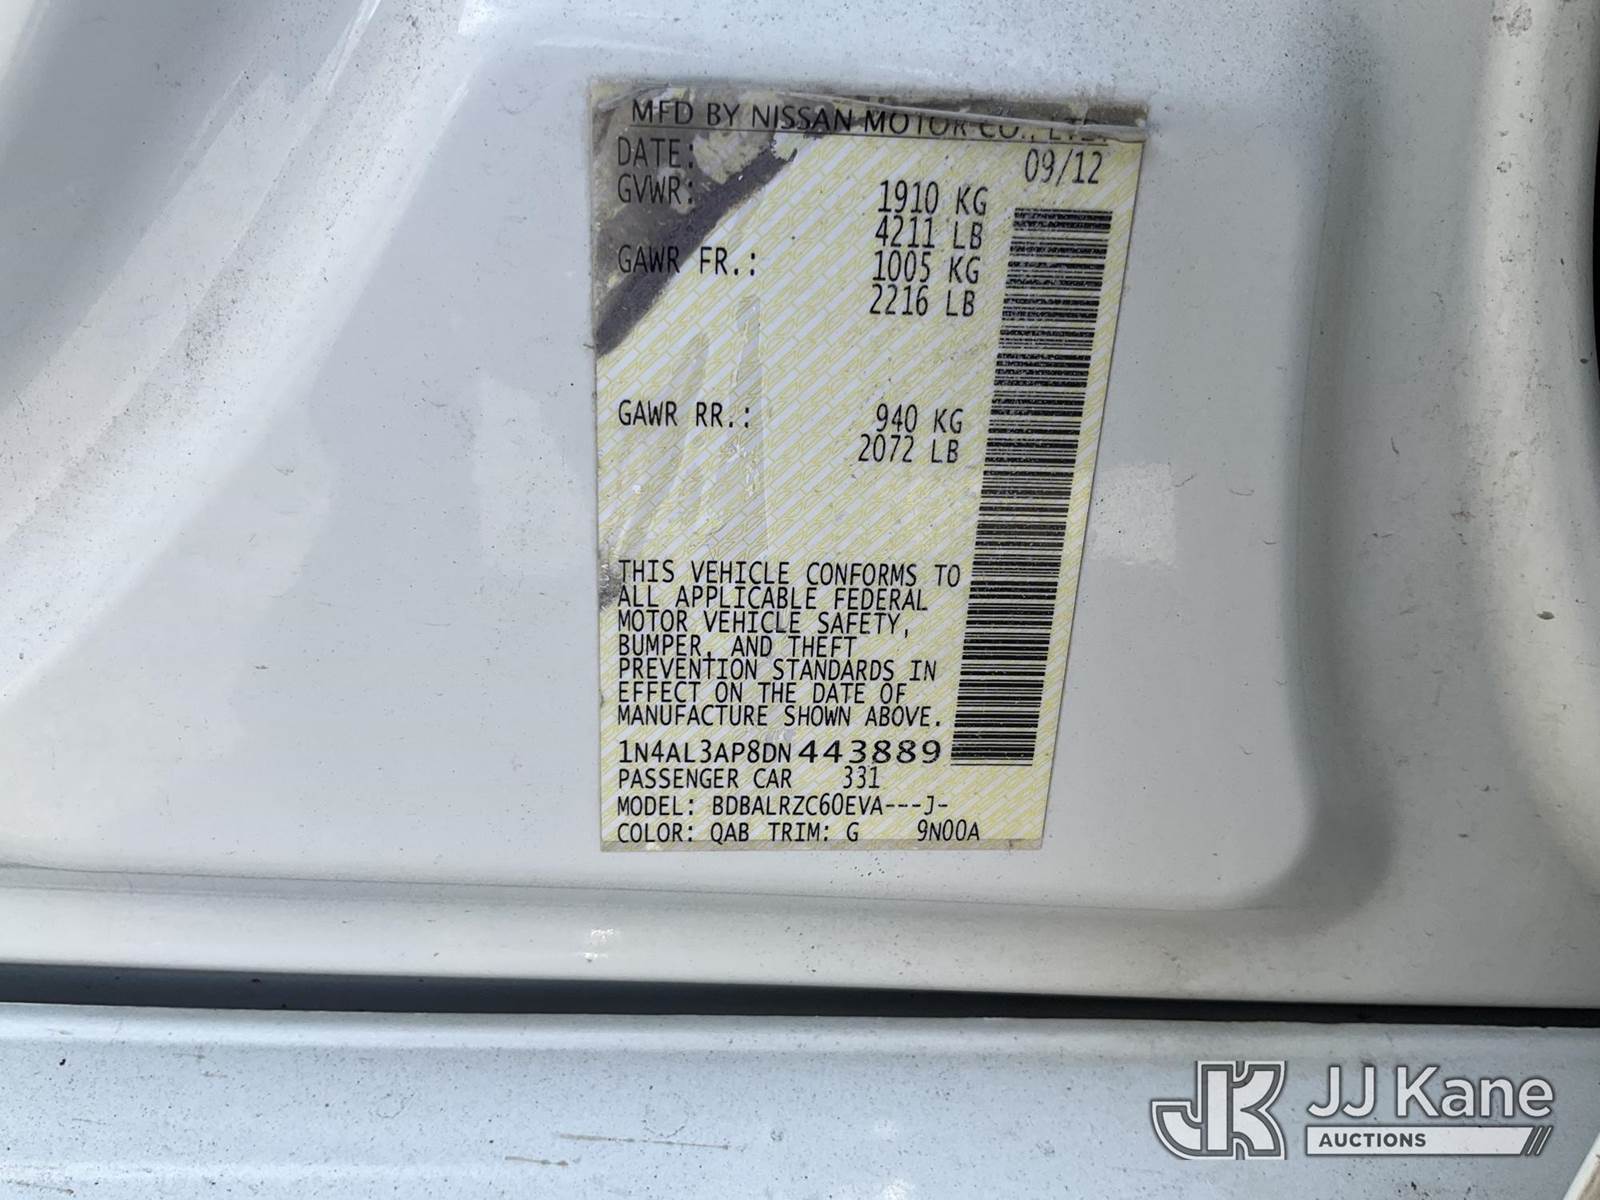 MFD BY NISSAN MOTOR CO., LTD.
DATE: 09/12
GVWR: 1910 KG
4211 LB
GAWR FR.: 1005 KG
2216 LB
GAWR RR.: 940 KG
2072 LB
THIS VEHICLE CONFORMS TO
ALL APPLICABLE FEDERAL
MOTOR VEHICLE SAFETY,
BUMPER, AND THEFT
PREVENTION STANDARDS IN
EFFECT ON THE DATE OF
MANUFACTURE SHOWN ABOVE.
1N4AL3AP8DN443889
PASSENGER CAR 331
MODEL: BDBALRZC60EVA---J-
COLOR: QAB TRIM: G 9N00A
JK JJ Kane
AUCTIONS